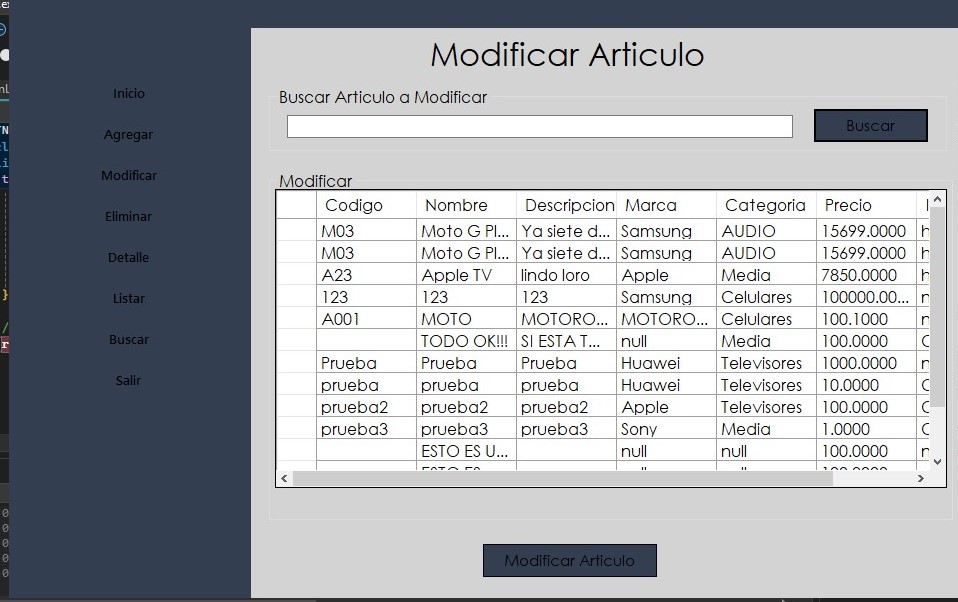 Modificar Articulo
Inicio
Agregar
Modificar
Eliminar
Detalle
Listar
Buscar
Salir
Buscar Articulo a Modificar
Buscar
Modificar
Codigo Nombre Descripcion Marca Categoria Precio
M03 Moto G Pl... Ya siete d... Samsung AUDIO 15699.0000 h
M03 Moto G Pl... Ya siete d... Samsung AUDIO 15699.0000 h
A23 Apple TV lindo loro Apple Media 7850.0000 h
123 123 123 Samsung Celulares 100000.00... n
A001 MOTO MOTORO... MOTORO... Celulares 100.1000 n
TODO OK!!! SI ESTA T... null Media 100.0000 C
Prueba Prueba Prueba Huawei Televisores 1000.0000 n
prueba prueba prueba Huawei Televisores 10.0000 C
prueba2 prueba2 prueba2 Apple Televisores 100.0000 C
prueba3 prueba3 prueba3 Sony Media 1.0000 C
ESTO ES U... null null 100.0000 n
Modificar Articulo